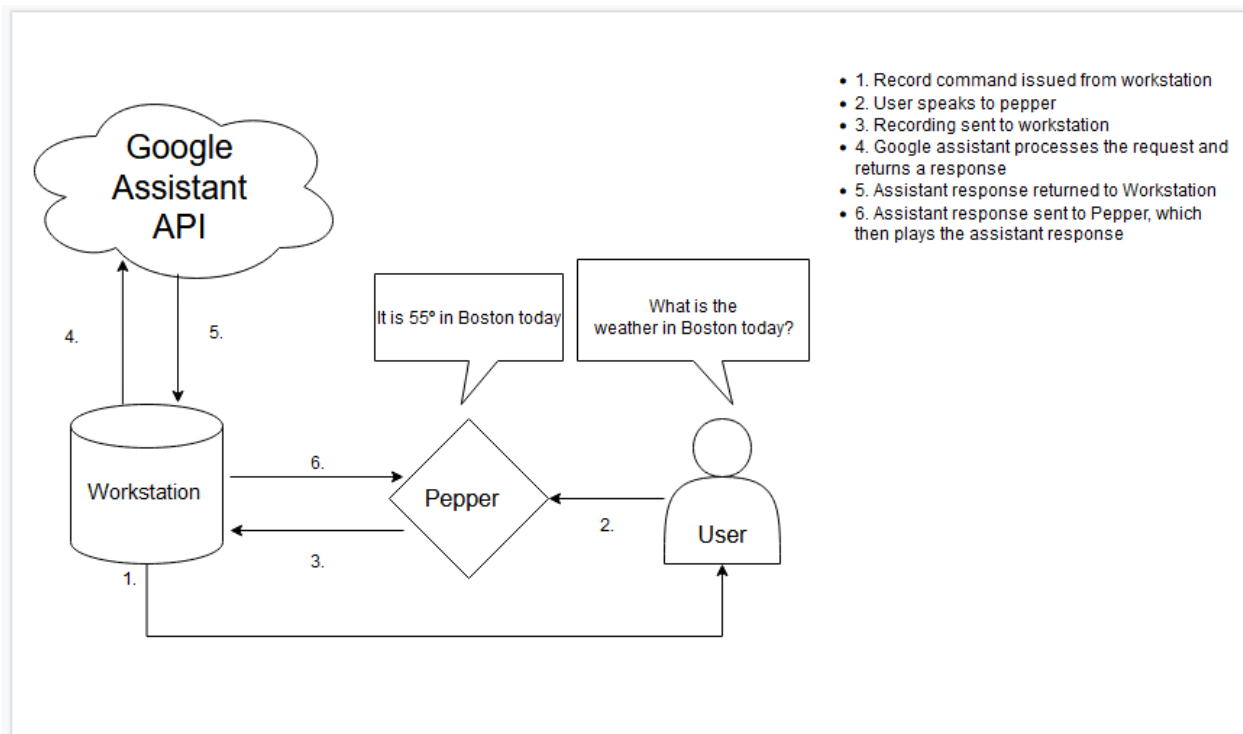 Google
Assistant
API
4.
5.
It is 55º in Boston today
What is the
weather in Boston today?
Workstation
6.
Pepper
3.
2.
User
1.
• 1. Record command issued from workstation
• 2. User speaks to pepper
• 3. Recording sent to workstation
• 4. Google assistant processes the request and
returns a response
• 5. Assistant response returned to Workstation
• 6. Assistant response sent to Pepper, which
then plays the assistant response